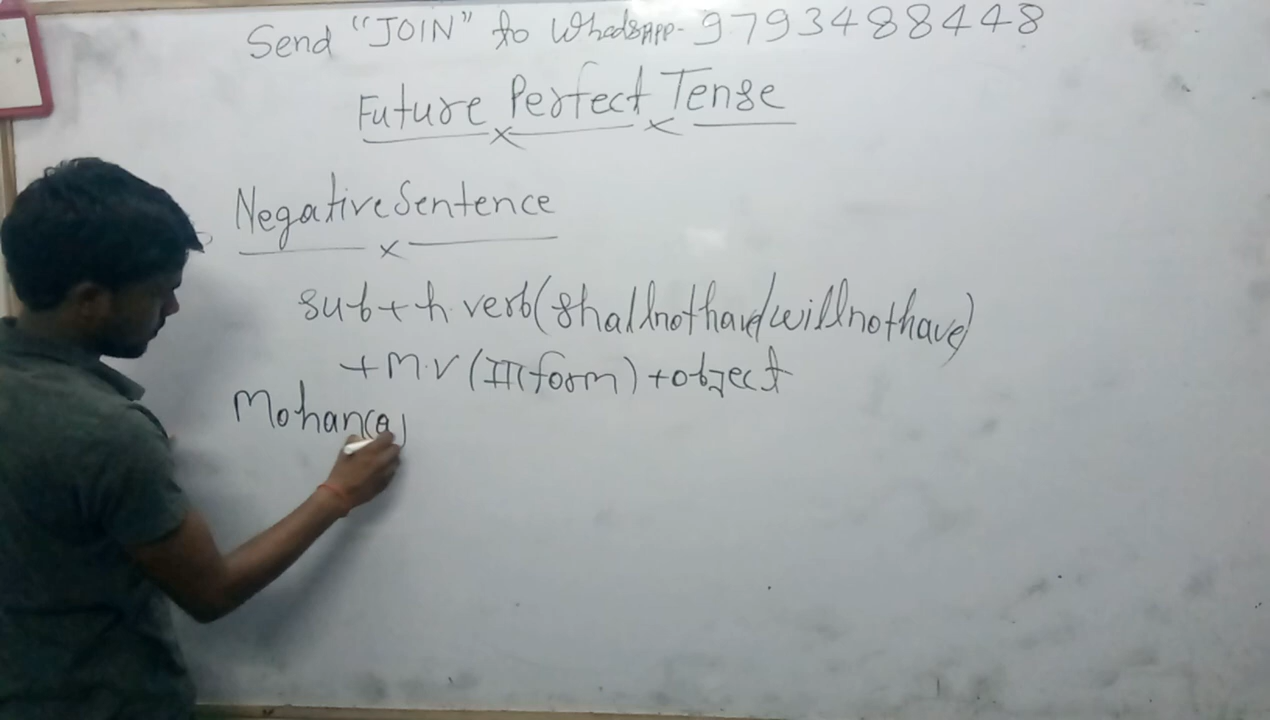 Send "JOIN" to WhadsApp- 9793488448
Future Perfect Tense
Negative Sentence
sub + h. verb (shall not have/will not have)
+ m.v (III form) + object
Mohan(a)